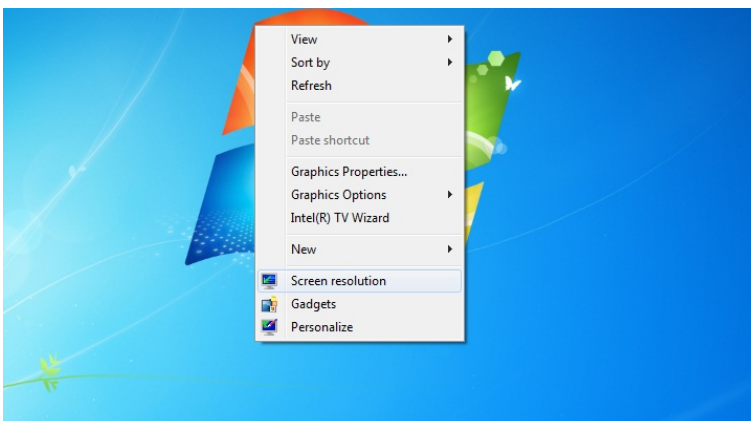 View
Sort by
Refresh
Paste
Paste shortcut
Graphics Properties...
Graphics Options
Intel(R) TV Wizard
New
Screen resolution
Gadgets
Personalize